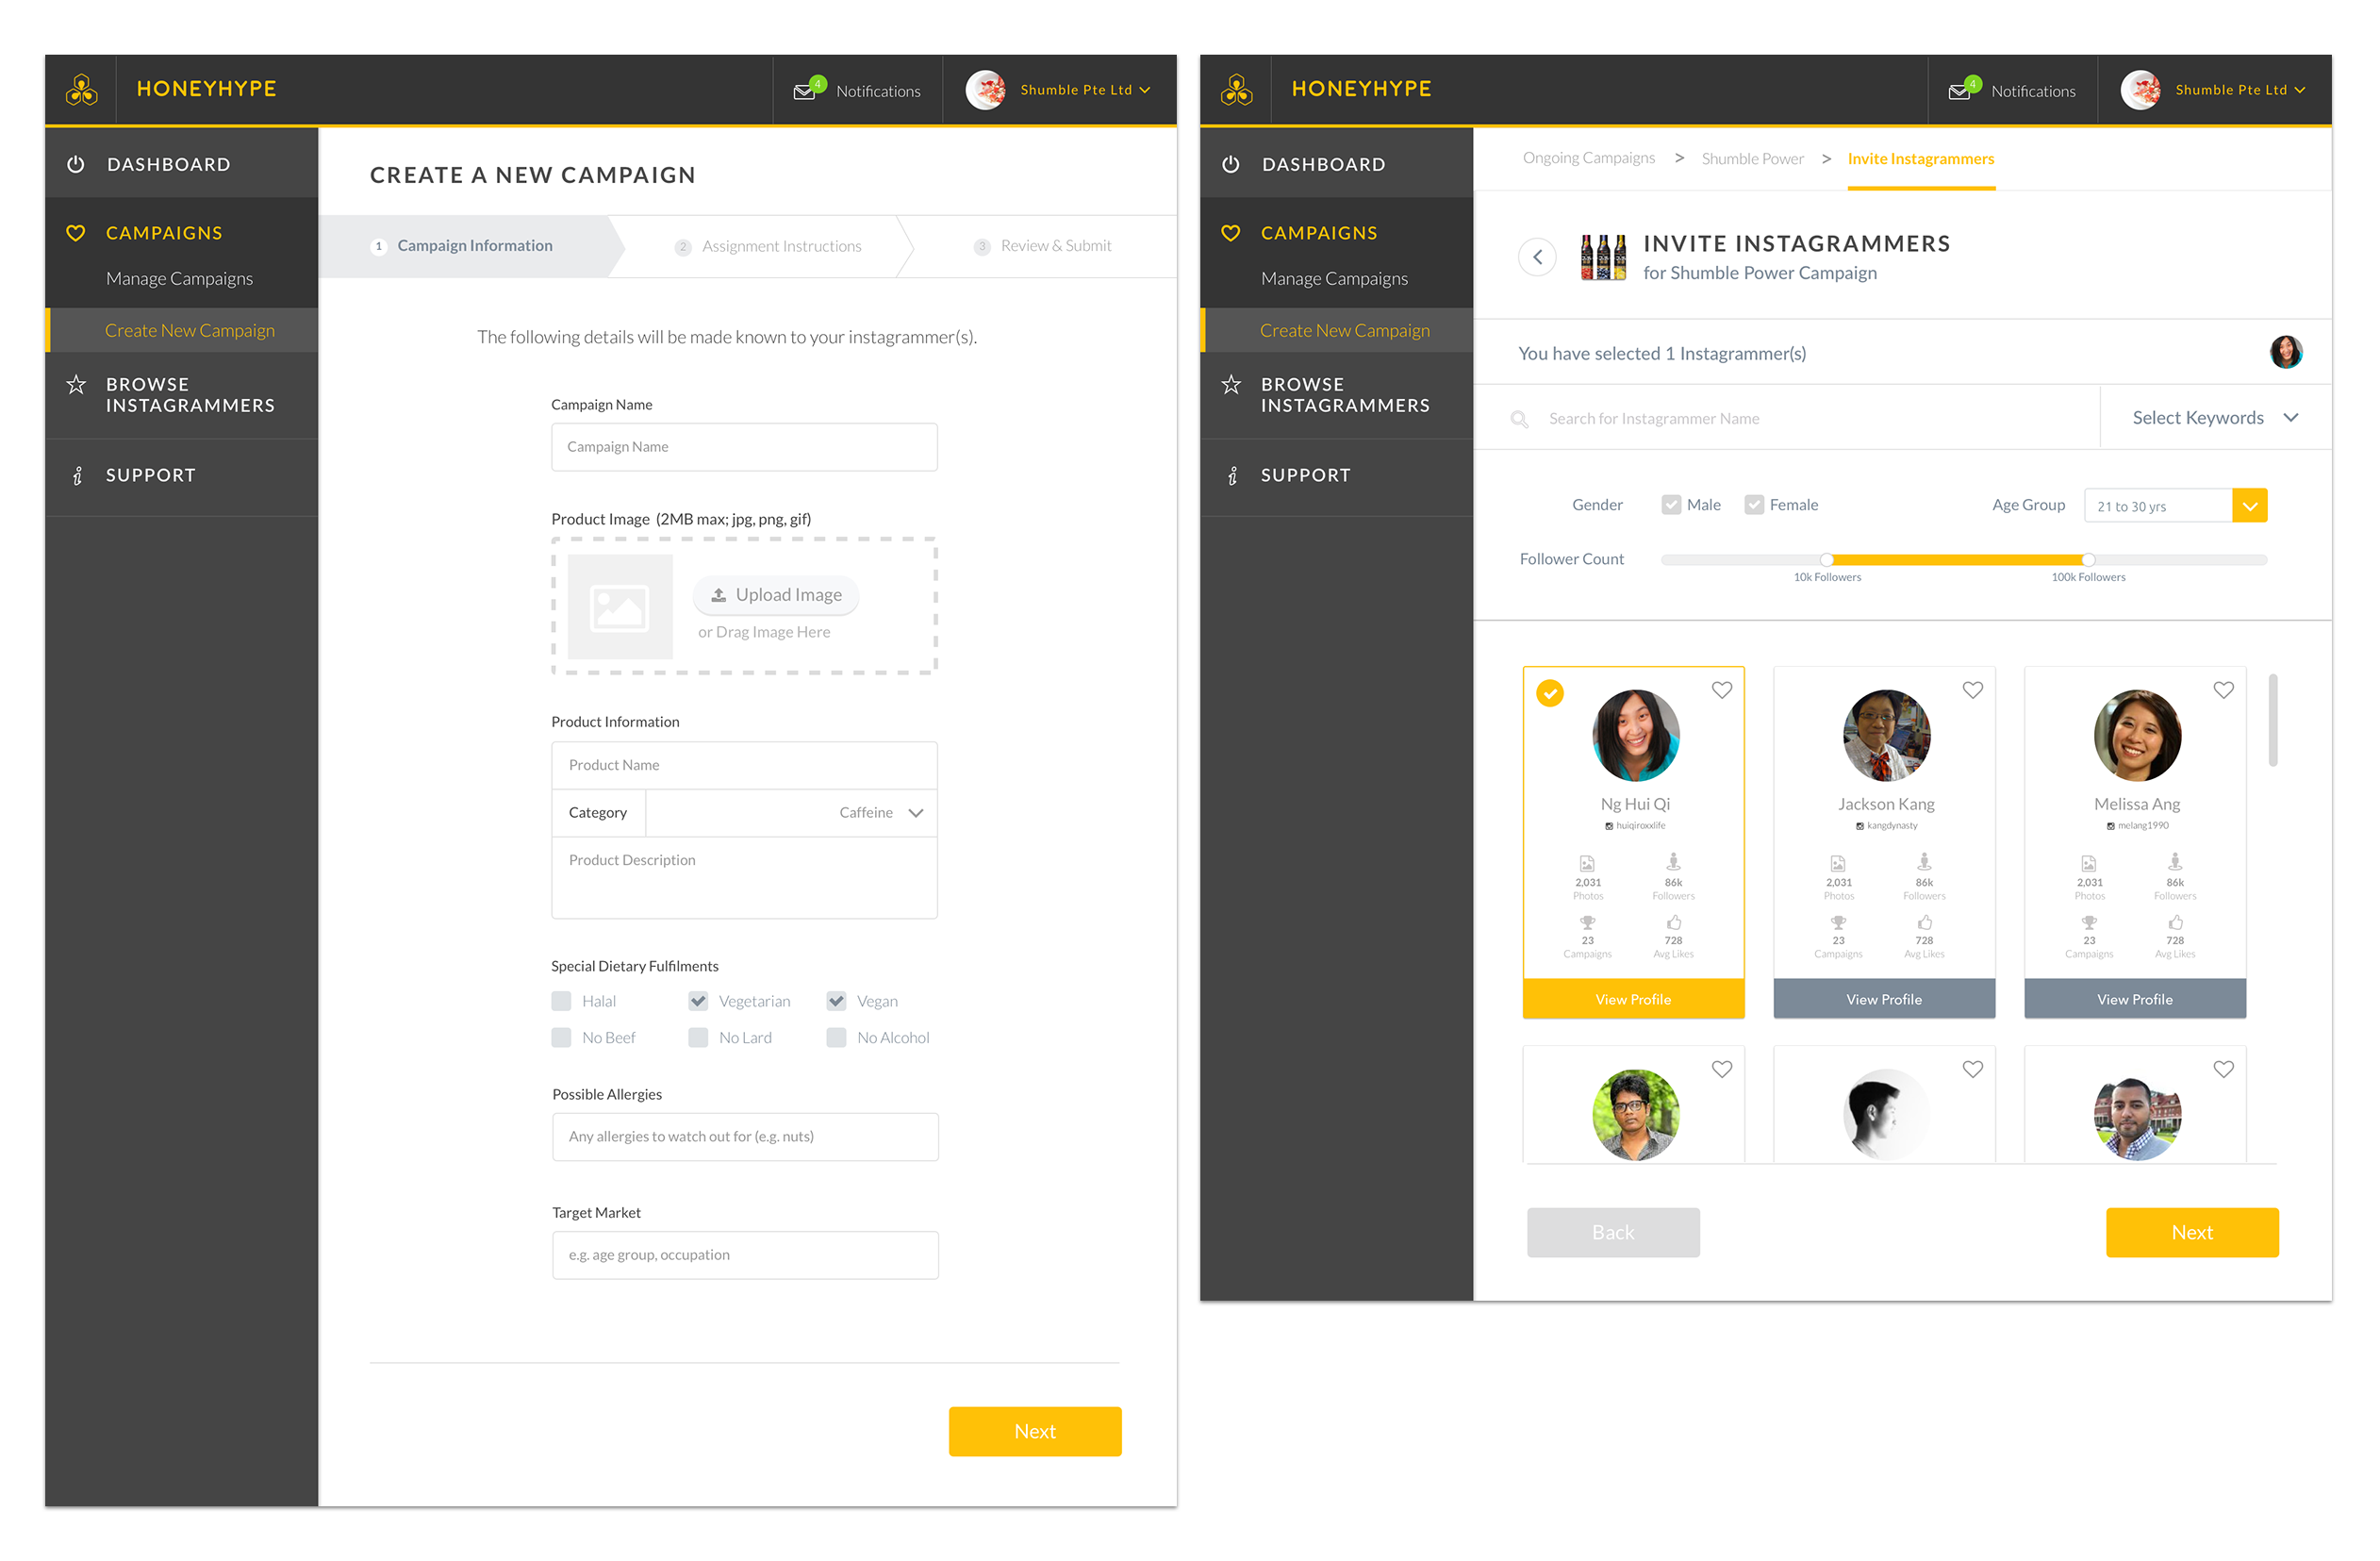 HONEYHYPE
4
Notifications
Shumble Pte Ltd
DASHBOARD
CAMPAIGNS
Manage Campaigns
Create New Campaign
BROWSE
INSTAGRAMMERS
SUPPORT
CREATE A NEW CAMPAIGN
1 Campaign Information
2 Assignment Instructions
3 Review & Submit
The following details will be made known to your instagrammer(s).
Campaign Name
Campaign Name
Product Image (2MB max; jpg, png, gif)
Upload Image
or Drag Image Here
Product Information
Product Name
Category Caffeine
Product Description
Special Dietary Fulfilments
Halal Vegetarian Vegan
No Beef No Lard No Alcohol
Possible Allergies
Any allergies to watch out for (e.g. nuts)
Target Market
e.g. age group, occupation
Next
HONEYHYPE
4
Notifications
Shumble Pte Ltd
DASHBOARD
CAMPAIGNS
Manage Campaigns
Create New Campaign
BROWSE
INSTAGRAMMERS
SUPPORT
Ongoing Campaigns > Shumble Power > Invite Instagrammers
INVITE INSTAGRAMMERS
for Shumble Power Campaign
You have selected 1 Instagrammer(s)
Search for Instagrammer Name
Select Keywords
Gender Male Female Age Group 21 to 30 yrs
Follower Count
10k Followers 100k Followers
Ng Hui Qi
huiqiroxxlife
2,031 86k
Photos Followers
23 728
Campaigns Avg Likes
View Profile
Jackson Kang
kangdynasty
2,031 86k
Photos Followers
23 728
Campaigns Avg Likes
View Profile
Melissa Ang
melang1990
2,031 86k
Photos Followers
23 728
Campaigns Avg Likes
View Profile
Back
Next